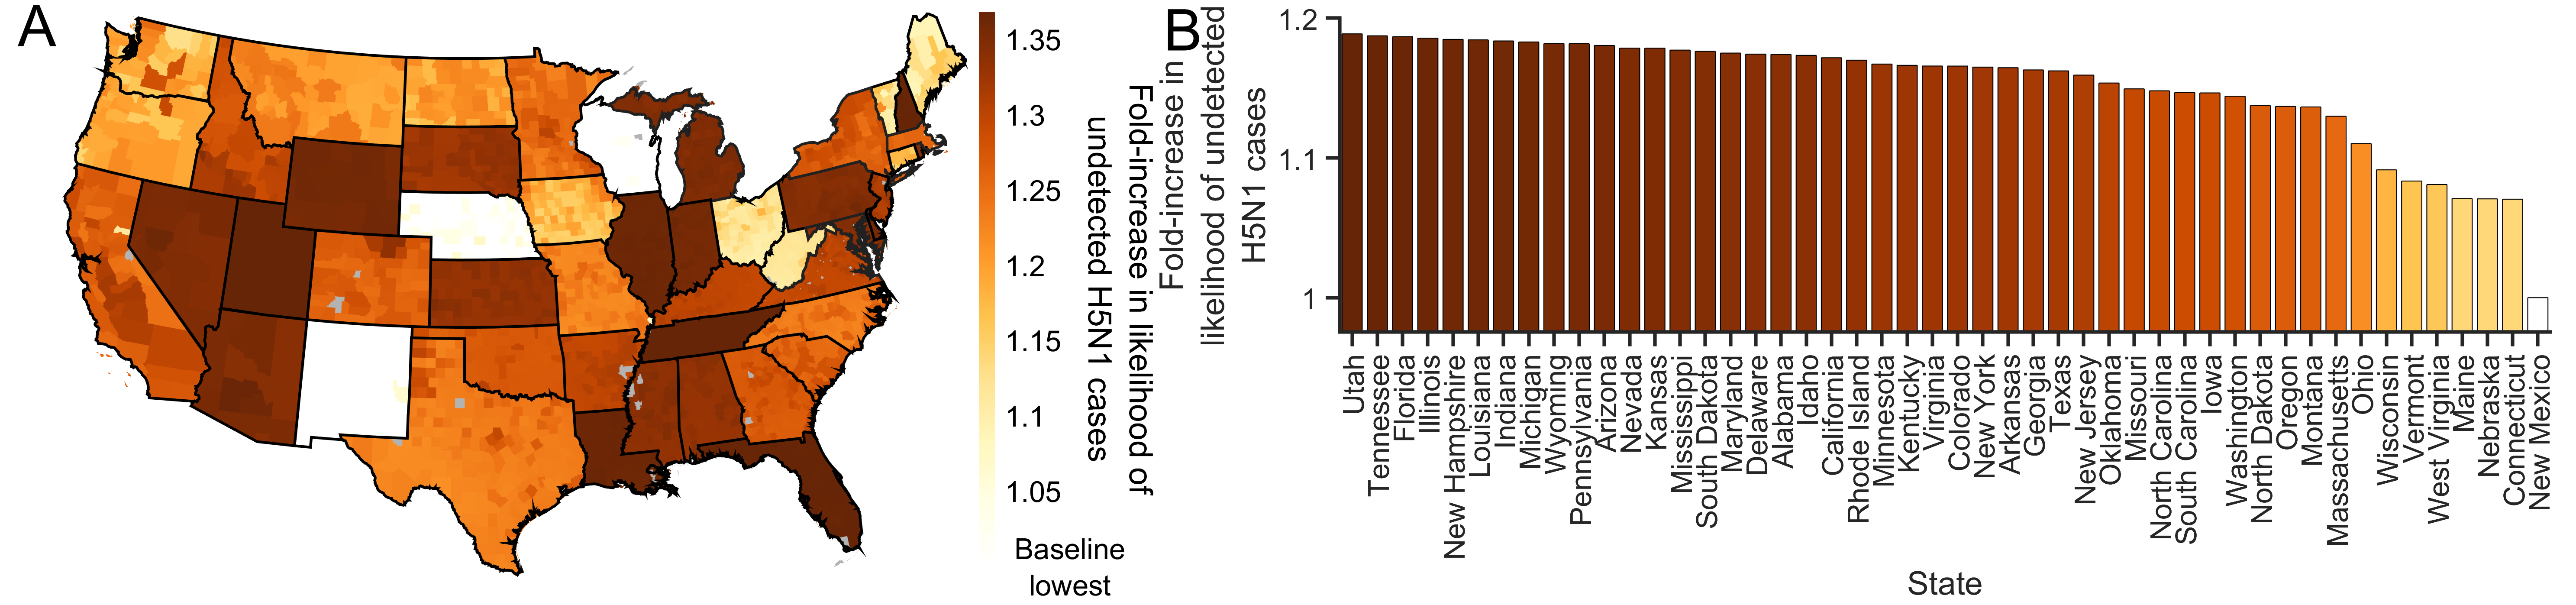 A
1.35
1.3
1.25
1.2
1.15
1.1
1.05
Baseline
lowest
Fold-increase in likelihood of
undetected H5N1 cases
B
Fold-increase in
likelihood of undetected
H5N1 cases
1.2
1.1
1
Utah
Tennessee
Florida
Illinois
New Hampshire
Louisiana
Indiana
Michigan
Wyoming
Pennsylvania
Arizona
Nevada
Kansas
Mississippi
South Dakota
Maryland
Delaware
Alabama
Idaho
California
Rhode Island
Minnesota
Kentucky
Virginia
Colorado
New York
Arkansas
Georgia
Texas
New Jersey
Oklahoma
Missouri
North Carolina
South Carolina
Iowa
Washington
North Dakota
Oregon
Montana
Massachusetts
Ohio
Wisconsin
Vermont
West Virginia
Maine
Nebraska
Connecticut
New Mexico
State